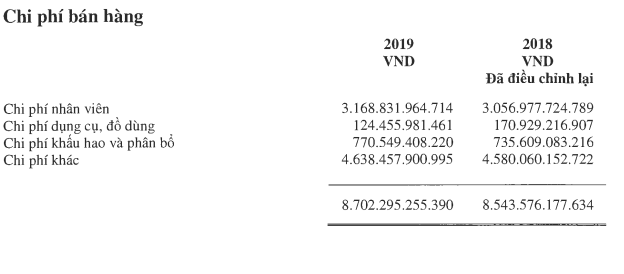 Chi phí bán hàng
2019 2018
VND VND
Đã điều chỉnh lại
Chi phí nhân viên 3.168.831.964.714 3.056.977.724.789
Chi phí dụng cụ, đồ dùng 124.455.981.461 170.929.216.907
Chi phí khấu hao và phân bổ 770.549.408.220 735.609.083.216
Chi phí khác 4.638.457.900.995 4.580.060.152.722
8.702.295.255.390 8.543.576.177.634